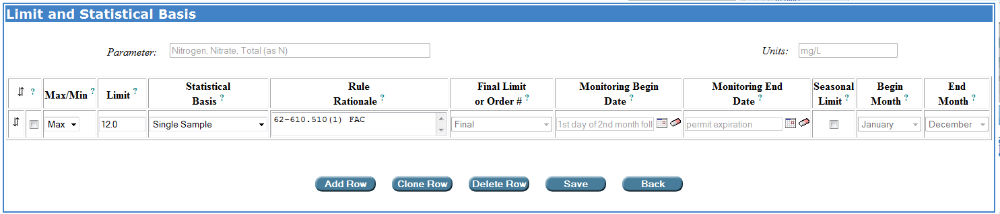 Limit and Statistical Basis
Parameter: Nitrogen, Nitrate, Total (as N) Units: mg/L
? Max/Min ? Limit ? Statistical Basis ? Rule Rationale ? Final Limit or Order # ? Monitoring Begin Date ? Monitoring End Date ? Seasonal Limit ? Begin Month ? End Month ?
Max 12.0 Single Sample 62-610.510(1) FAC Final 1st day of 2nd month foll permit expiration January December
Add Row Clone Row Delete Row Save Back